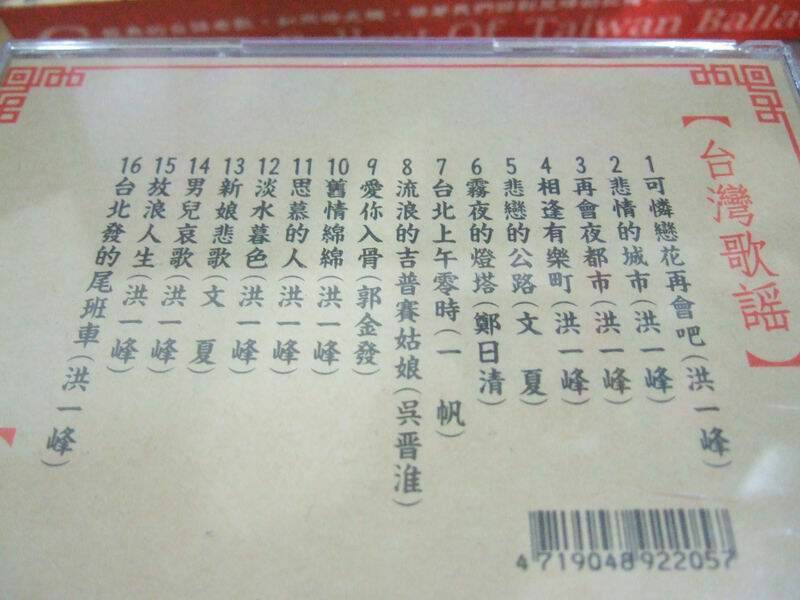 Of Taiwan Balla
【台灣歌謠】
1 可憐戀花再會吧(洪一峰)
2 悲情的城市(洪一峰)
3 再會夜都市(洪一峰)
4 相逢有樂町(洪一峰)
5 悲戀的公路(文 夏)
6 霧夜的燈塔(鄭日清)
7 台北上午零時(一 帆)
8 流浪的吉普賽姑娘(吳晋淮)
9 愛你入骨(郭金發)
10 舊情綿綿(洪一峰)
11 思慕的人(洪一峰)
12 淡水暮色(洪一峰)
13 新娘悲歌(洪一峰)
14 男兒哀歌(文 夏)
15 放浪人生(洪一峰)
16 台北發的尾班車(洪一峰)
4719048922057